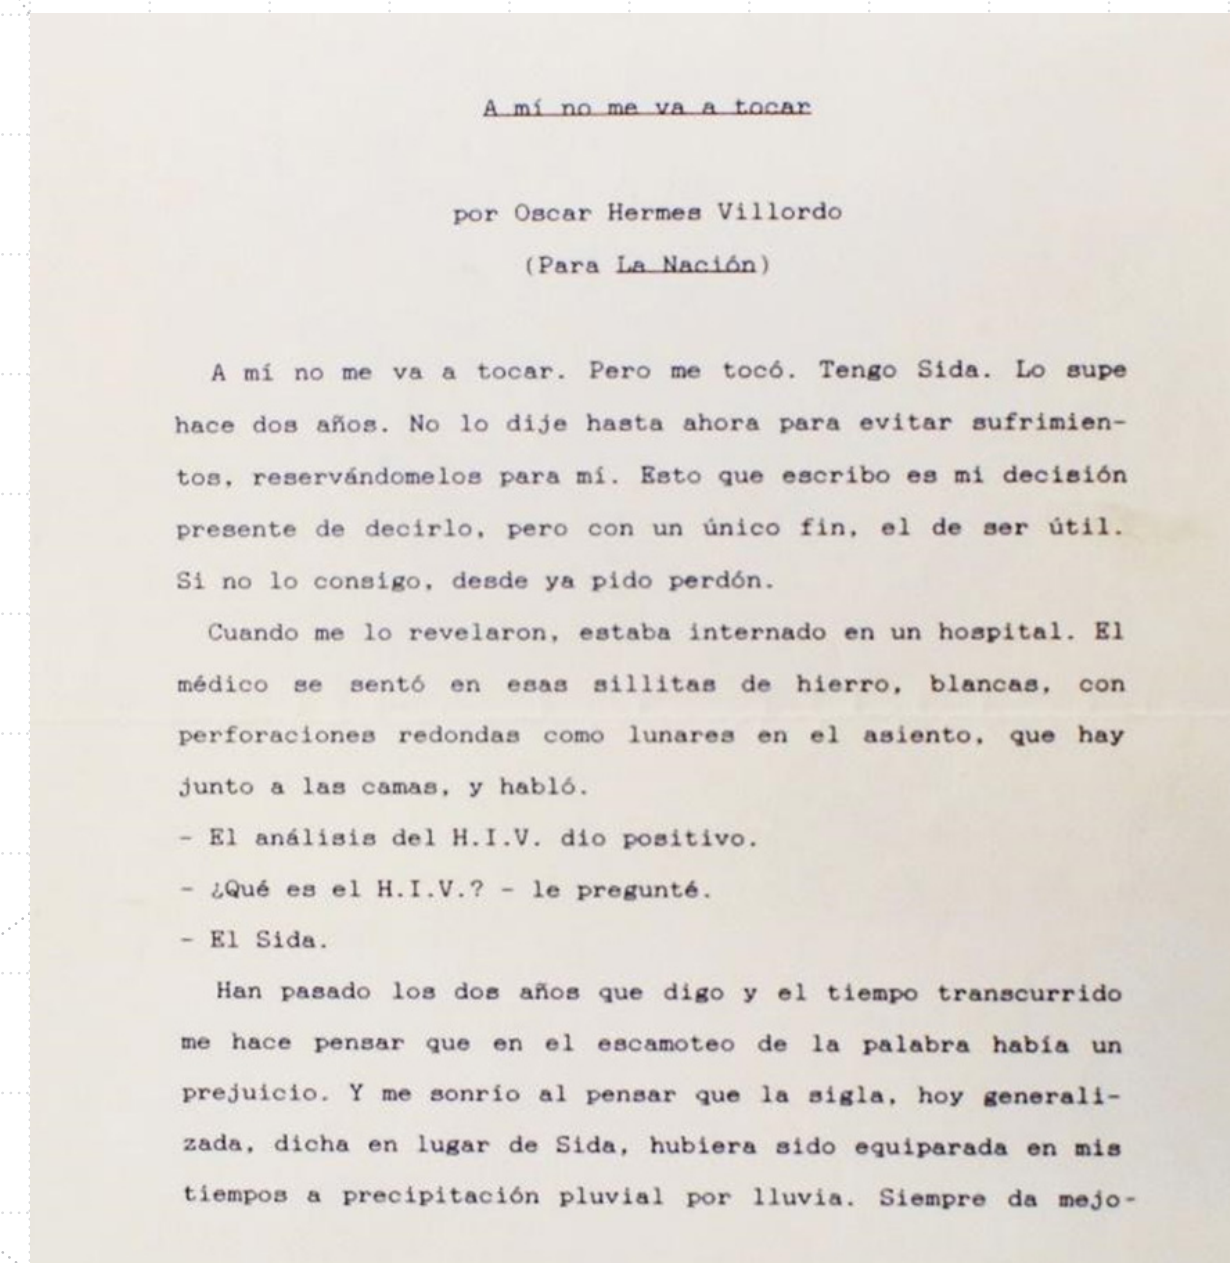 A mí no me va a tocar
por Oscar Hermes Villordo
(Para La Nación)
A mí no me va a tocar. Pero me tocó. Tengo Sida. Lo supe
hace dos años. No lo dije hasta ahora para evitar sufrimien-
tos, reservándomelos para mí. Esto que escribo es mi decisión
presente de decirlo, pero con un único fin, el de ser útil.
Si no lo consigo, desde ya pido perdón.
Cuando me lo revelaron, estaba internado en un hospital. El
médico se sentó en esas sillitas de hierro, blancas, con
perforaciones redondas como lunares en el asiento, que hay
junto a las camas, y habló.
- El análisis del H.I.V. dio positivo.
- ¿Qué es el H.I.V.? - le pregunté.
- El Sida.
Han pasado los dos años que digo y el tiempo transcurrido
me hace pensar que en el escamoteo de la palabra había un
prejuicio. Y me sonrío al pensar que la sigla, hoy generali-
zada, dicha en lugar de Sida, hubiera sido equiparada en mis
tiempos a precipitación pluvial por lluvia. Siempre da mejo-